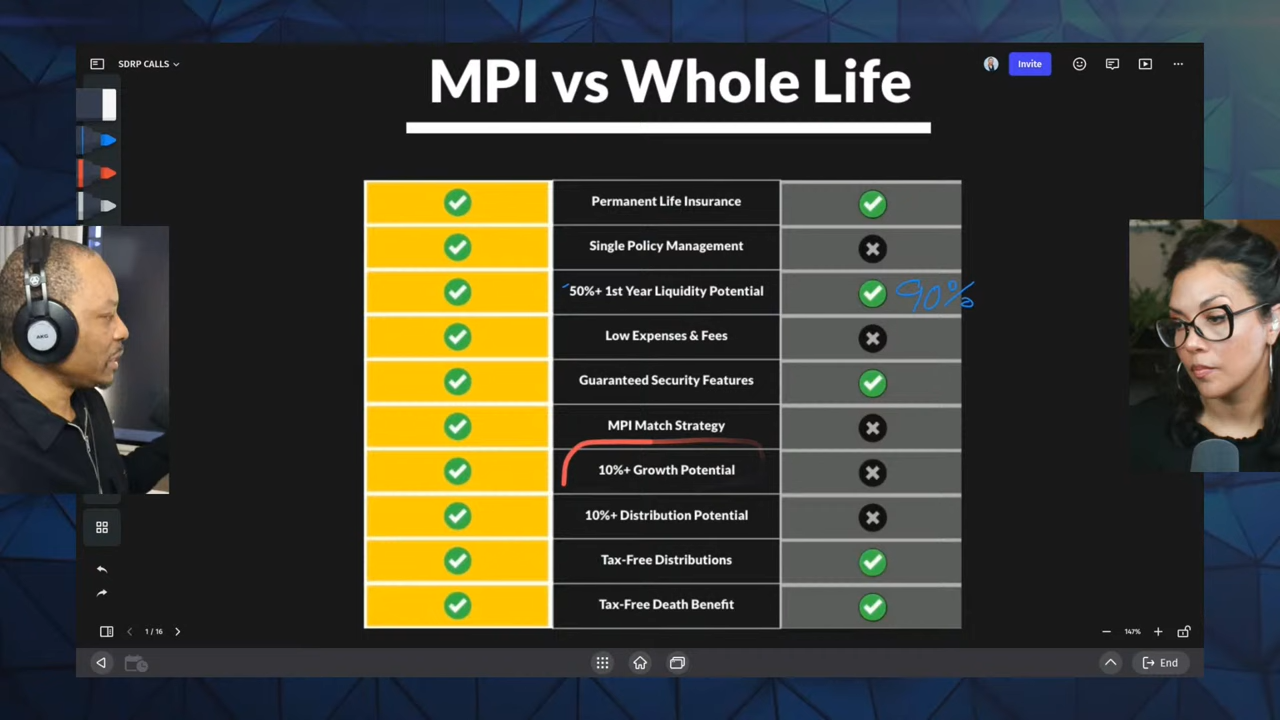 SDRP CALLS
Invite
MPI vs Whole Life
Permanent Life Insurance
Single Policy Management
50%+ 1st Year Liquidity Potential
90%
Low Expenses & Fees
Guaranteed Security Features
MPI Match Strategy
10%+ Growth Potential
10%+ Distribution Potential
Tax-Free Distributions
Tax-Free Death Benefit
1 / 16
147%
End